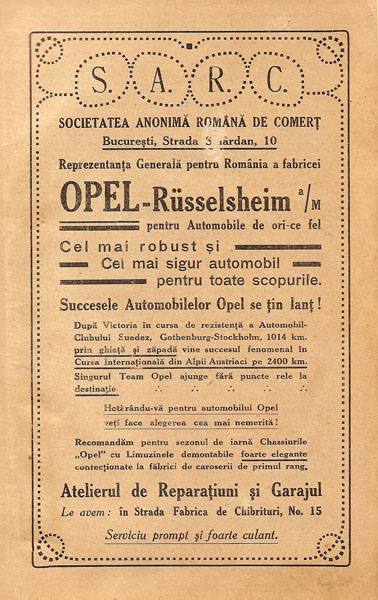 S. A. R. C.
SOCIETATEA ANONIMĂ ROMÂNĂ DE COMERȚ
București, Strada Smârdan, 10
Reprezentanța Generală pentru România a fabricei
OPEL-Rüsselsheim a/M
pentru Automobile de ori-ce fel
Cel mai robust și
Cel mai sigur automobil
pentru toate scopurile.
Succesele Automobilelor Opel se țin lanț!
După Victoria în cursa de rezistență a Automobil-
Clubului Suedez, Gothenburg-Stockholm, 1014 km.
prin ghiață și zăpadă vine succesul fenomenal în
Cursa Internațională din Alpii Austriaci pe 2400 km.
Singurul Team Opel ajunge fără puncte rele la
destinație
Hotărându-vă pentru automobilul Opel
veți face alegerea cea mai nemerită!
Recomandăm pentru sezonul de iarnă Chassiurile
„Opel" cu Limuzinele demontabile foarte elegante
confecționate la fabrici de caroserii de primul rang.
Atelierul de Reparațiuni și Garajul
Le avem: în Strada Fabrica de Chibrituri, No. 15
Serviciu prompt și foarte culant.